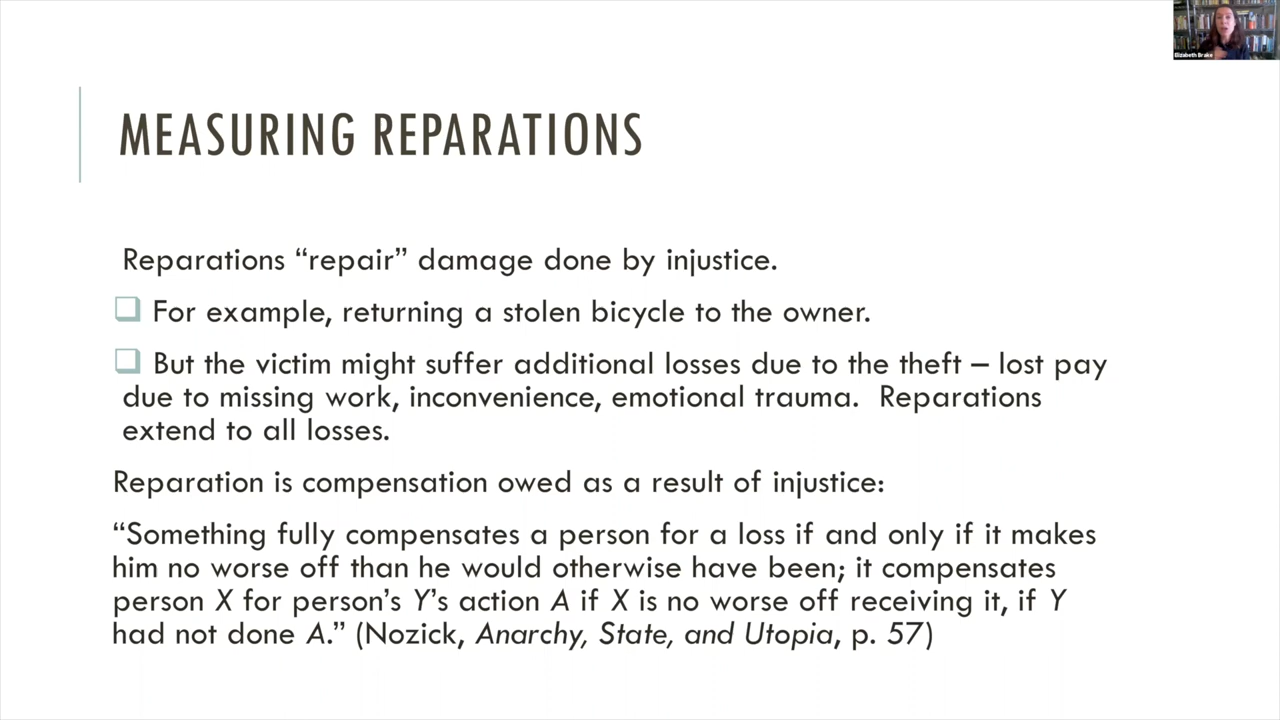 Elizabeth Brake
MEASURING REPARATIONS
Reparations “repair” damage done by injustice.
For example, returning a stolen bicycle to the owner.
But the victim might suffer additional losses due to the theft – lost pay
due to missing work, inconvenience, emotional trauma.  Reparations
extend to all losses.
Reparation is compensation owed as a result of injustice:
“Something fully compensates a person for a loss if and only if it makes
him no worse off than he would otherwise have been; it compensates
person X for person’s Y’s action A if X is no worse off receiving it, if Y
had not done A.” (Nozick, Anarchy, State, and Utopia, p. 57)